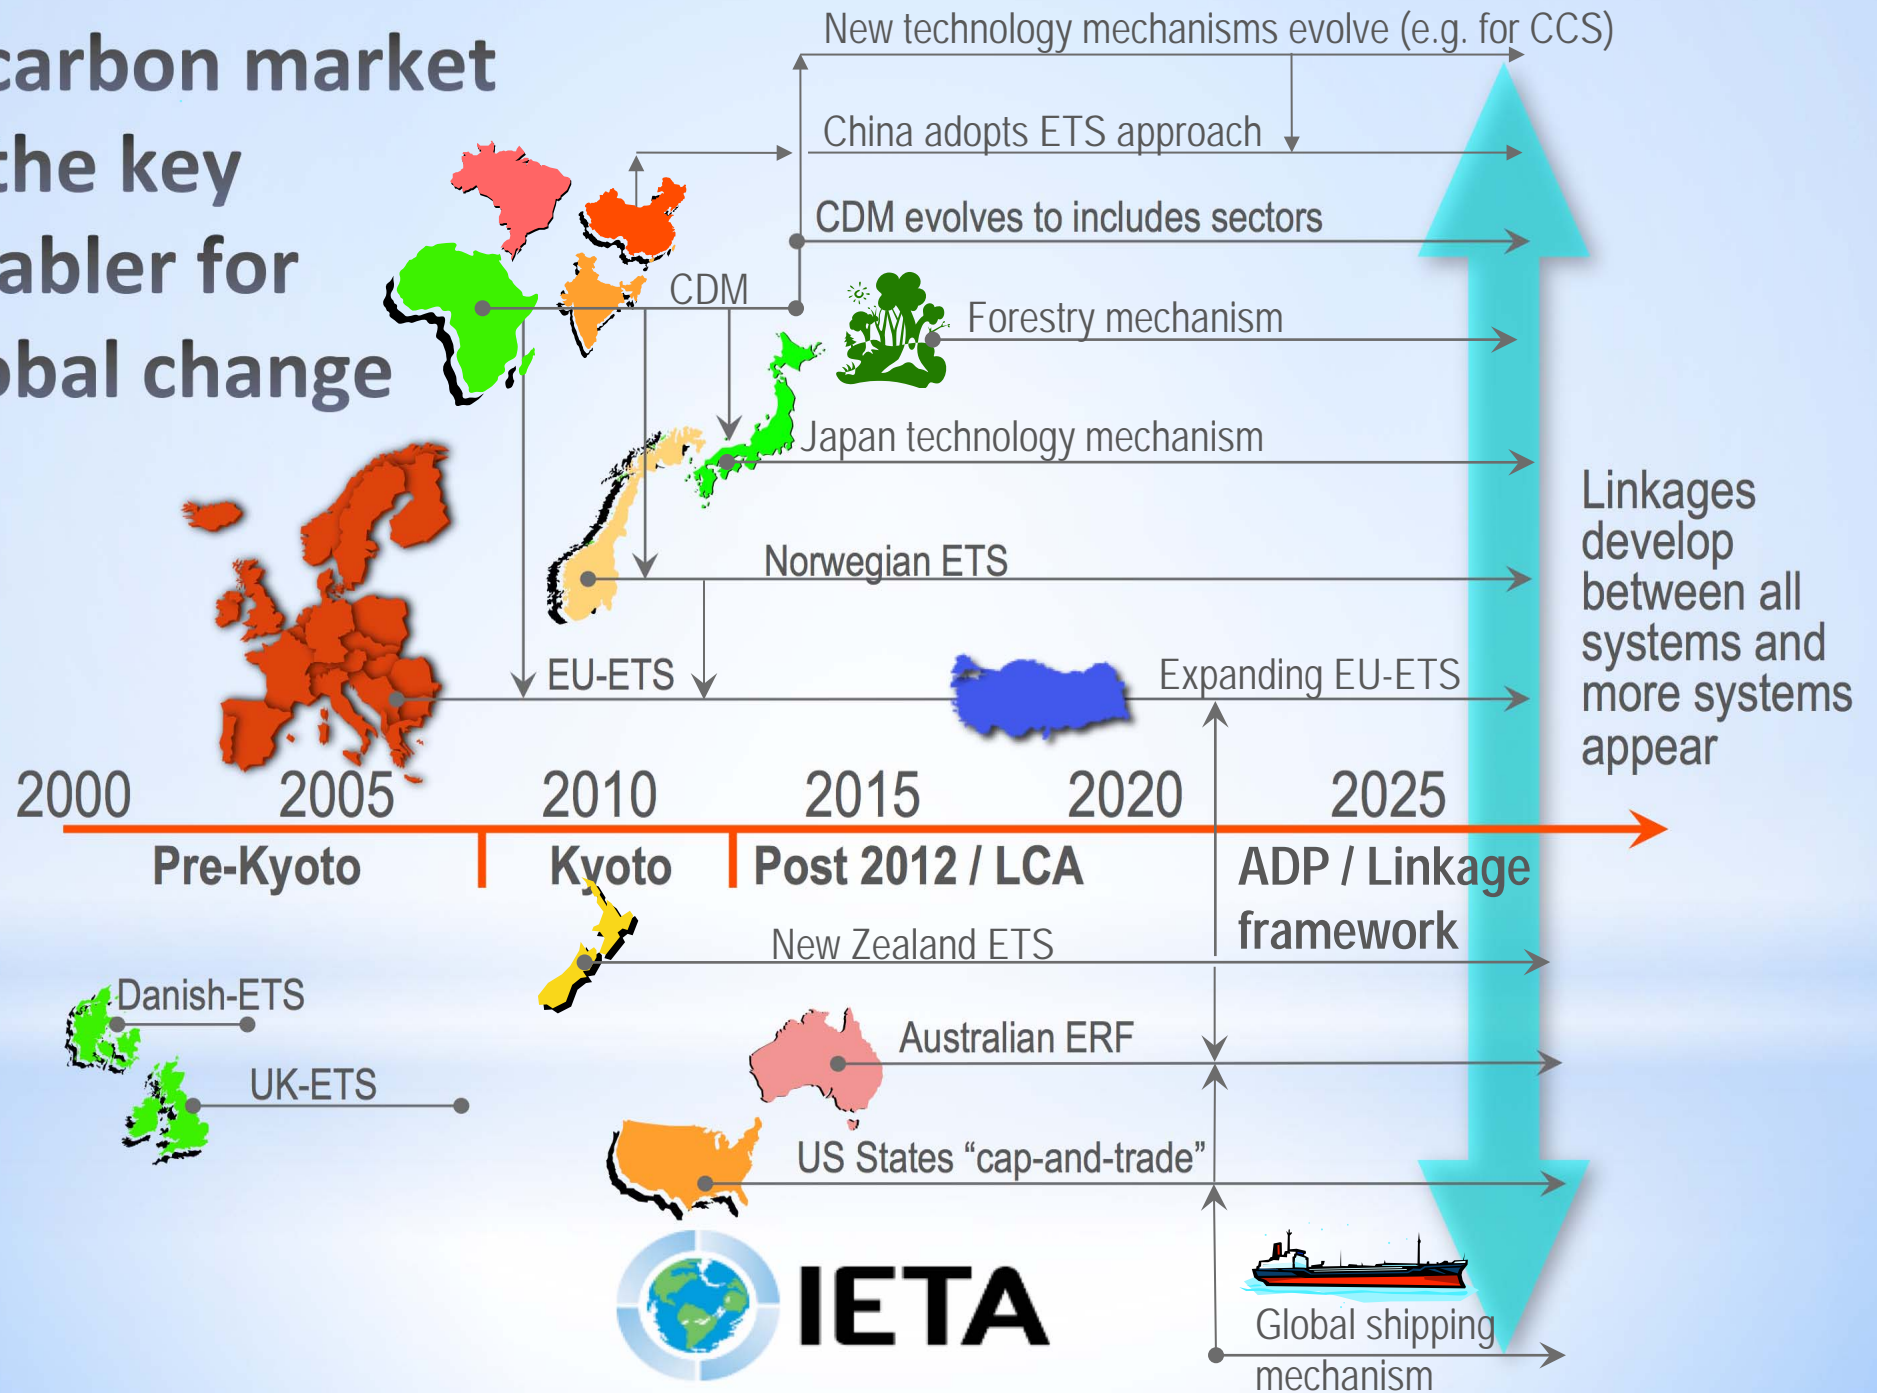 carbon market
the key
abler for
obal change
New technology mechanisms evolve (e.g. for CCS)
China adopts ETS approach
CDM evolves to includes sectors
CDM
Forestry mechanism
Japan technology mechanism
Norwegian ETS
EU-ETS
Expanding EU-ETS
Linkages
develop
between all
systems and
more systems
appear
2000 2005 2010 2015 2020 2025
Pre-Kyoto Kyoto Post 2012 / LCA ADP / Linkage
framework
New Zealand ETS
Danish-ETS
Australian ERF
UK-ETS
US States “cap-and-trade”
IETA
Global shipping
mechanism